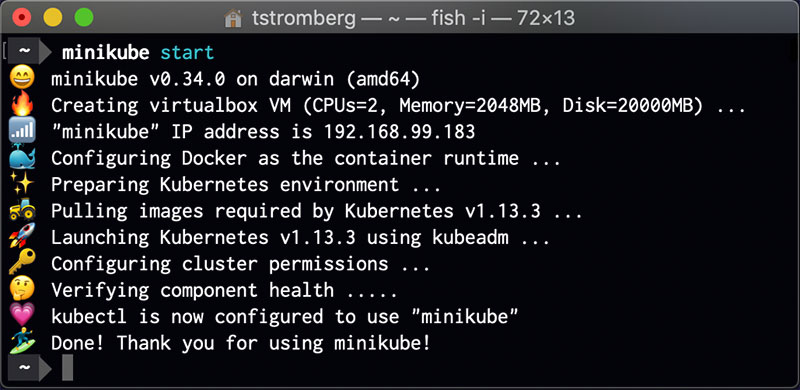 tstromberg — ~ — fish -i — 72×13
~ minikube start
😄 minikube v0.34.0 on darwin (amd64)
🔥 Creating virtualbox VM (CPUs=2, Memory=2048MB, Disk=20000MB) ...
📶 "minikube" IP address is 192.168.99.183
🐳 Configuring Docker as the container runtime ...
✨ Preparing Kubernetes environment ...
🚜 Pulling images required by Kubernetes v1.13.3 ...
🚀 Launching Kubernetes v1.13.3 using kubeadm ...
🔑 Configuring cluster permissions ...
🤔 Verifying component health .....
💗 kubectl is now configured to use "minikube"
🏄 Done! Thank you for using minikube!
~